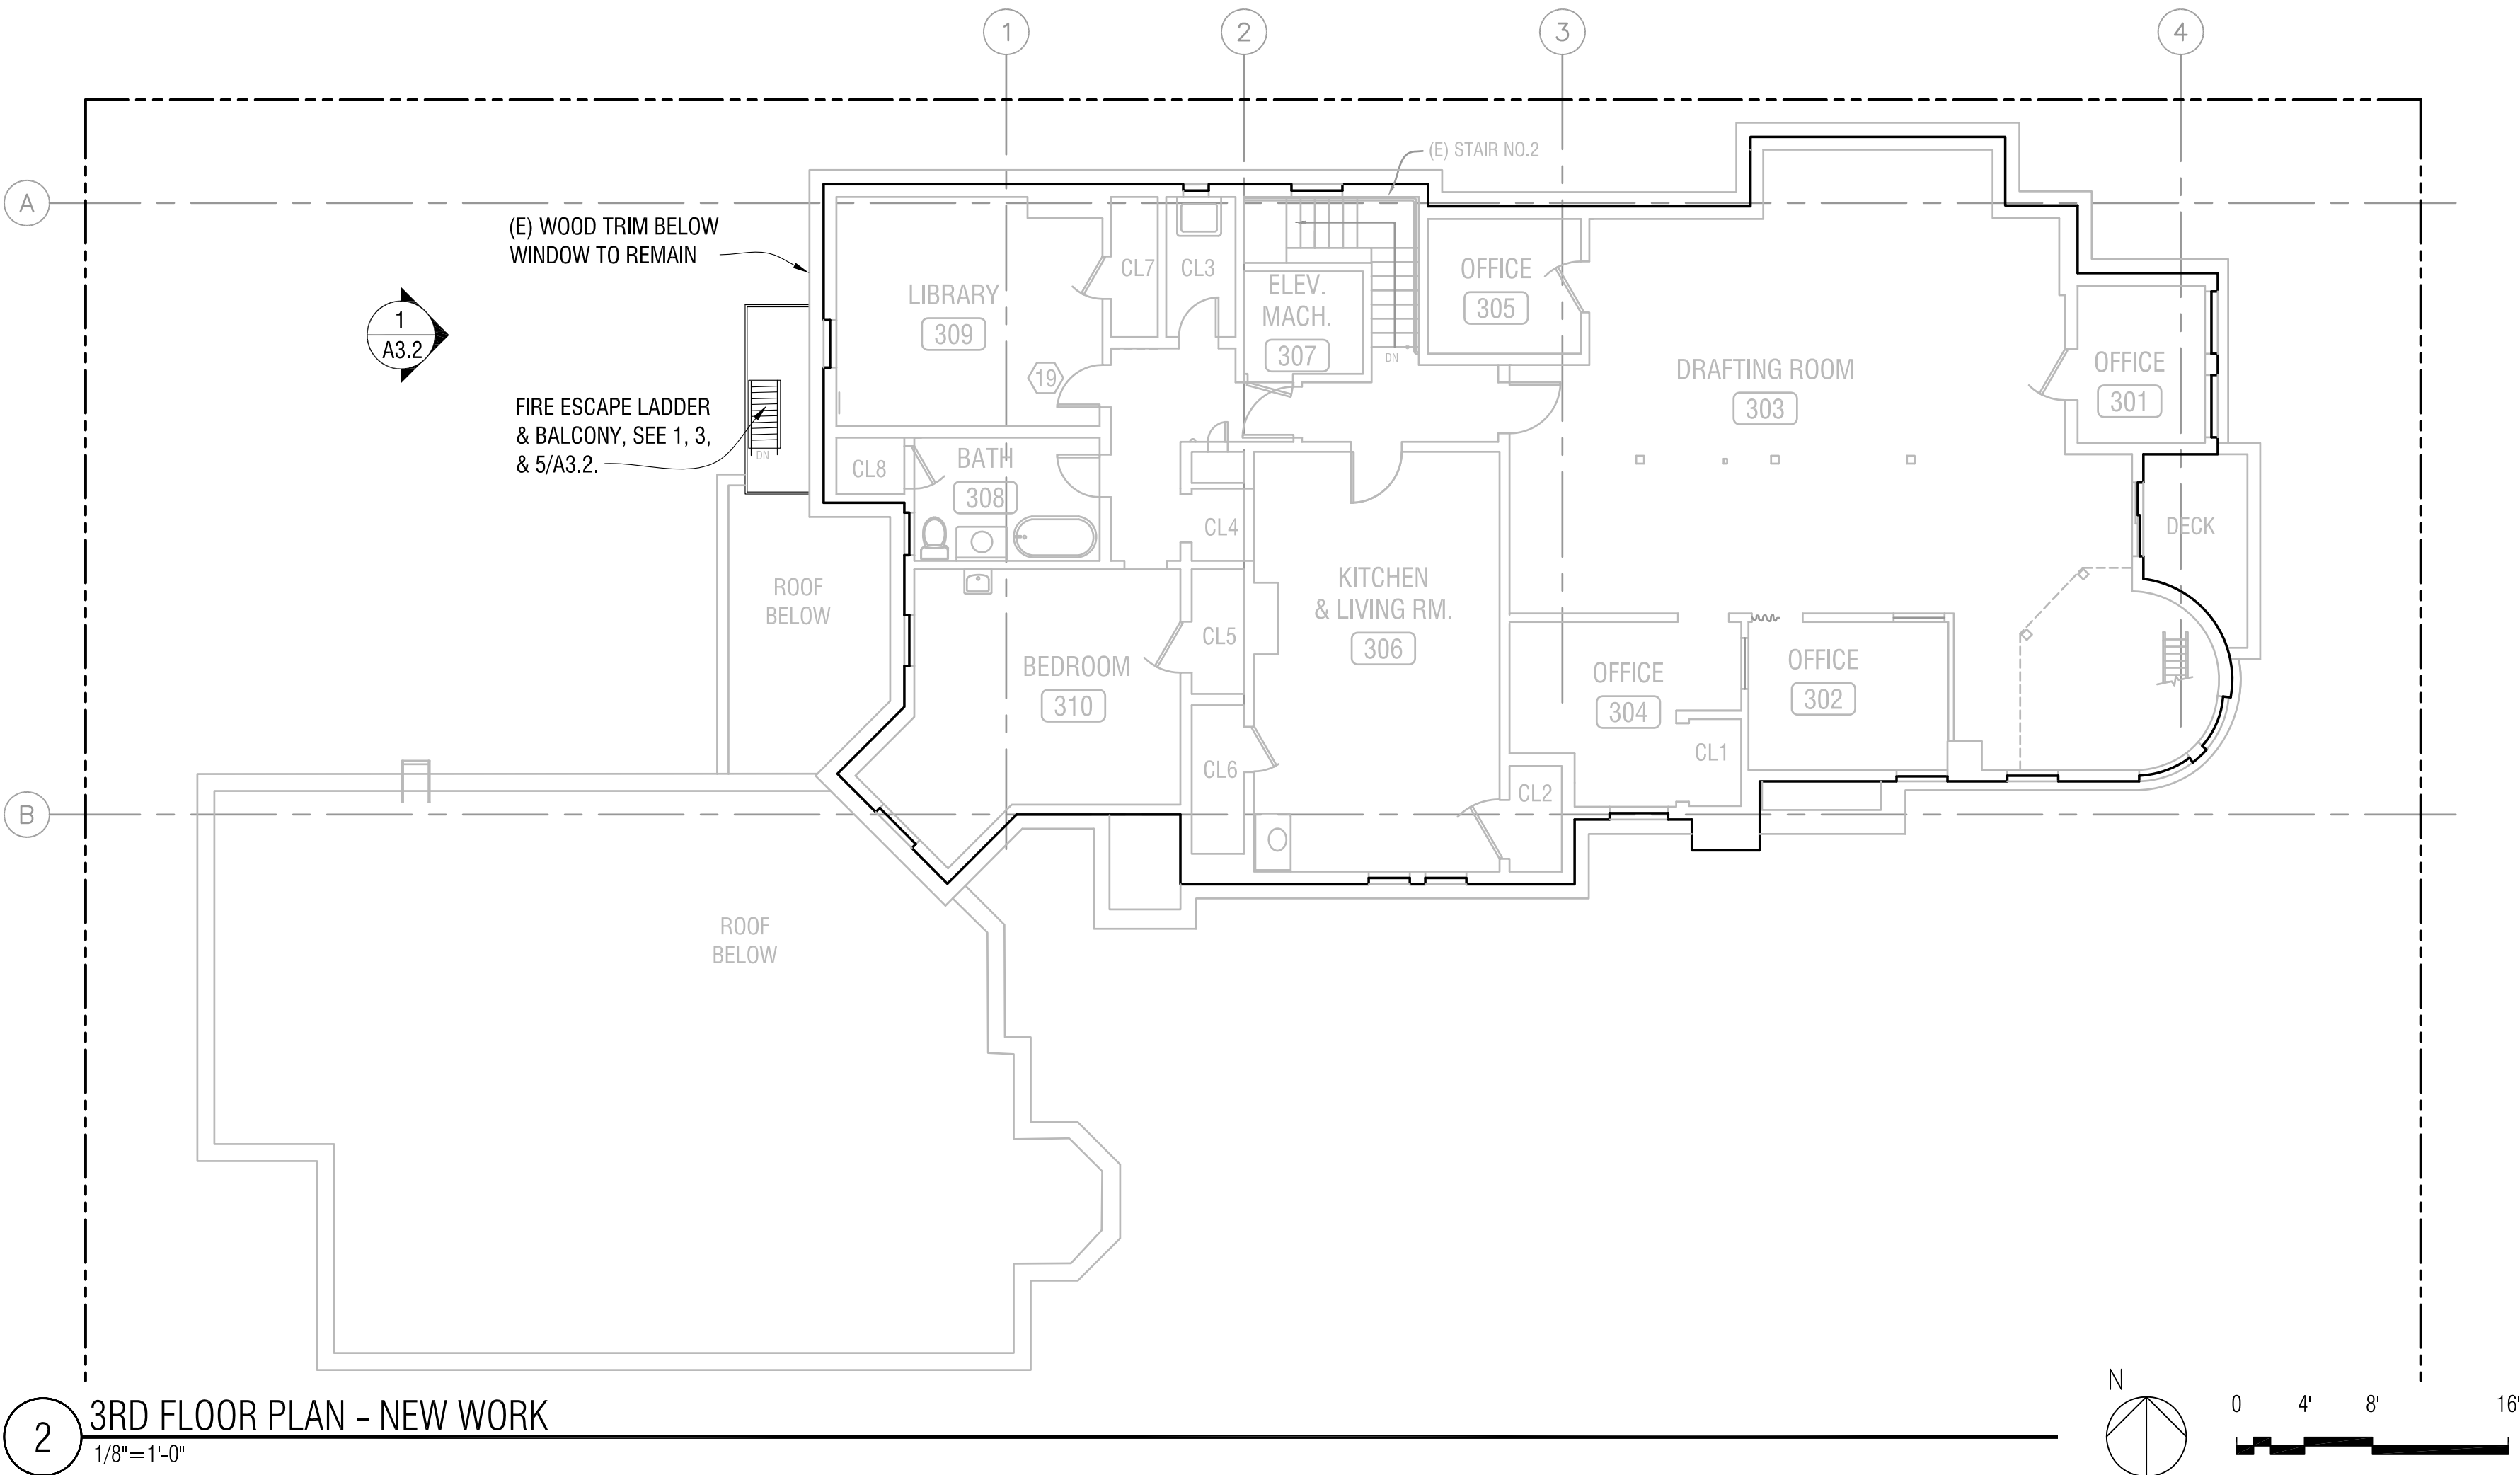 1
2
3
4
(E) STAIR NO.2
A
(E) WOOD TRIM BELOW
WINDOW TO REMAIN
1
A3.2
FIRE ESCAPE LADDER
& BALCONY, SEE 1, 3,
& 5/A3.2.
DN
LIBRARY
309
CL7
CL3
ELEV.
MACH.
307
DN
OFFICE
305
19
DRAFTING ROOM
303
OFFICE
301
CL8
BATH
308
CL4
DECK
ROOF
BELOW
KITCHEN
& LIVING RM.
306
CL5
BEDROOM
310
OFFICE
304
OFFICE
302
CL6
CL1
CL2
B
ROOF
BELOW
2
3RD FLOOR PLAN - NEW WORK
1/8"=1'-0"
N
0 4' 8' 16'